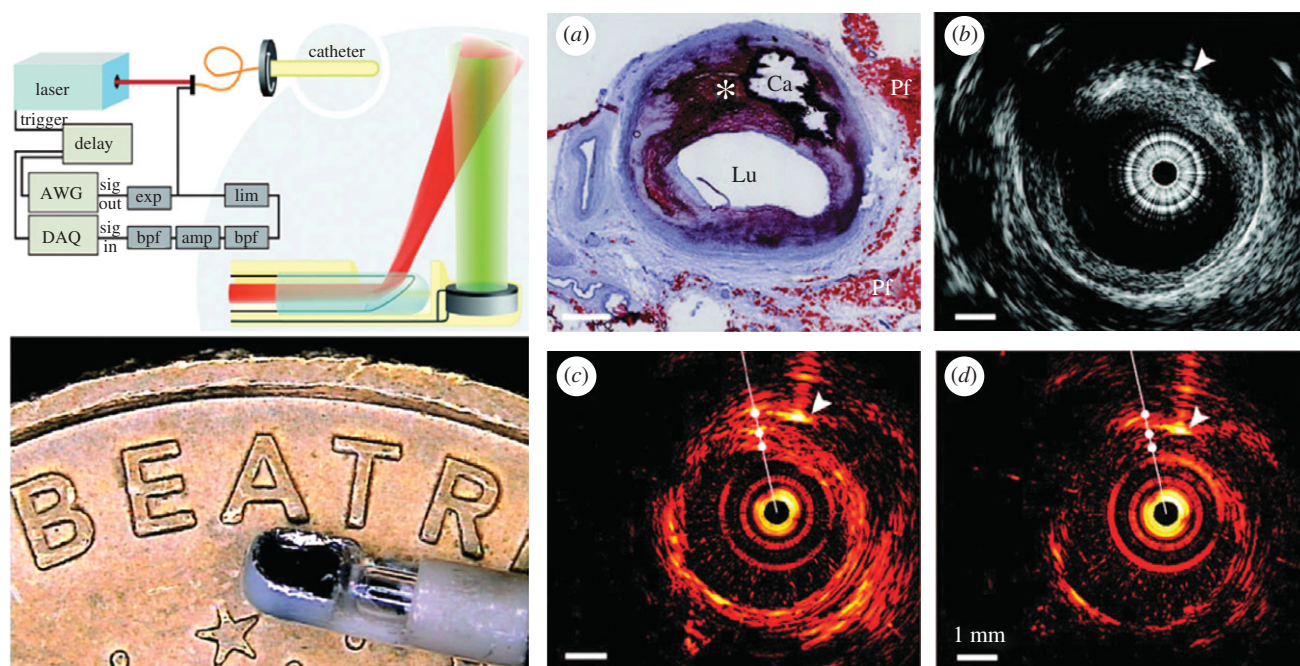 catheter
laser
trigger
delay
AWG
sig
out
exp
lim
DAQ
sig
in
bpf
amp
bpf
BEATR
(a)
Ca
Pf
*
Lu
Pf
(b)
(c)
(d)
1 mm